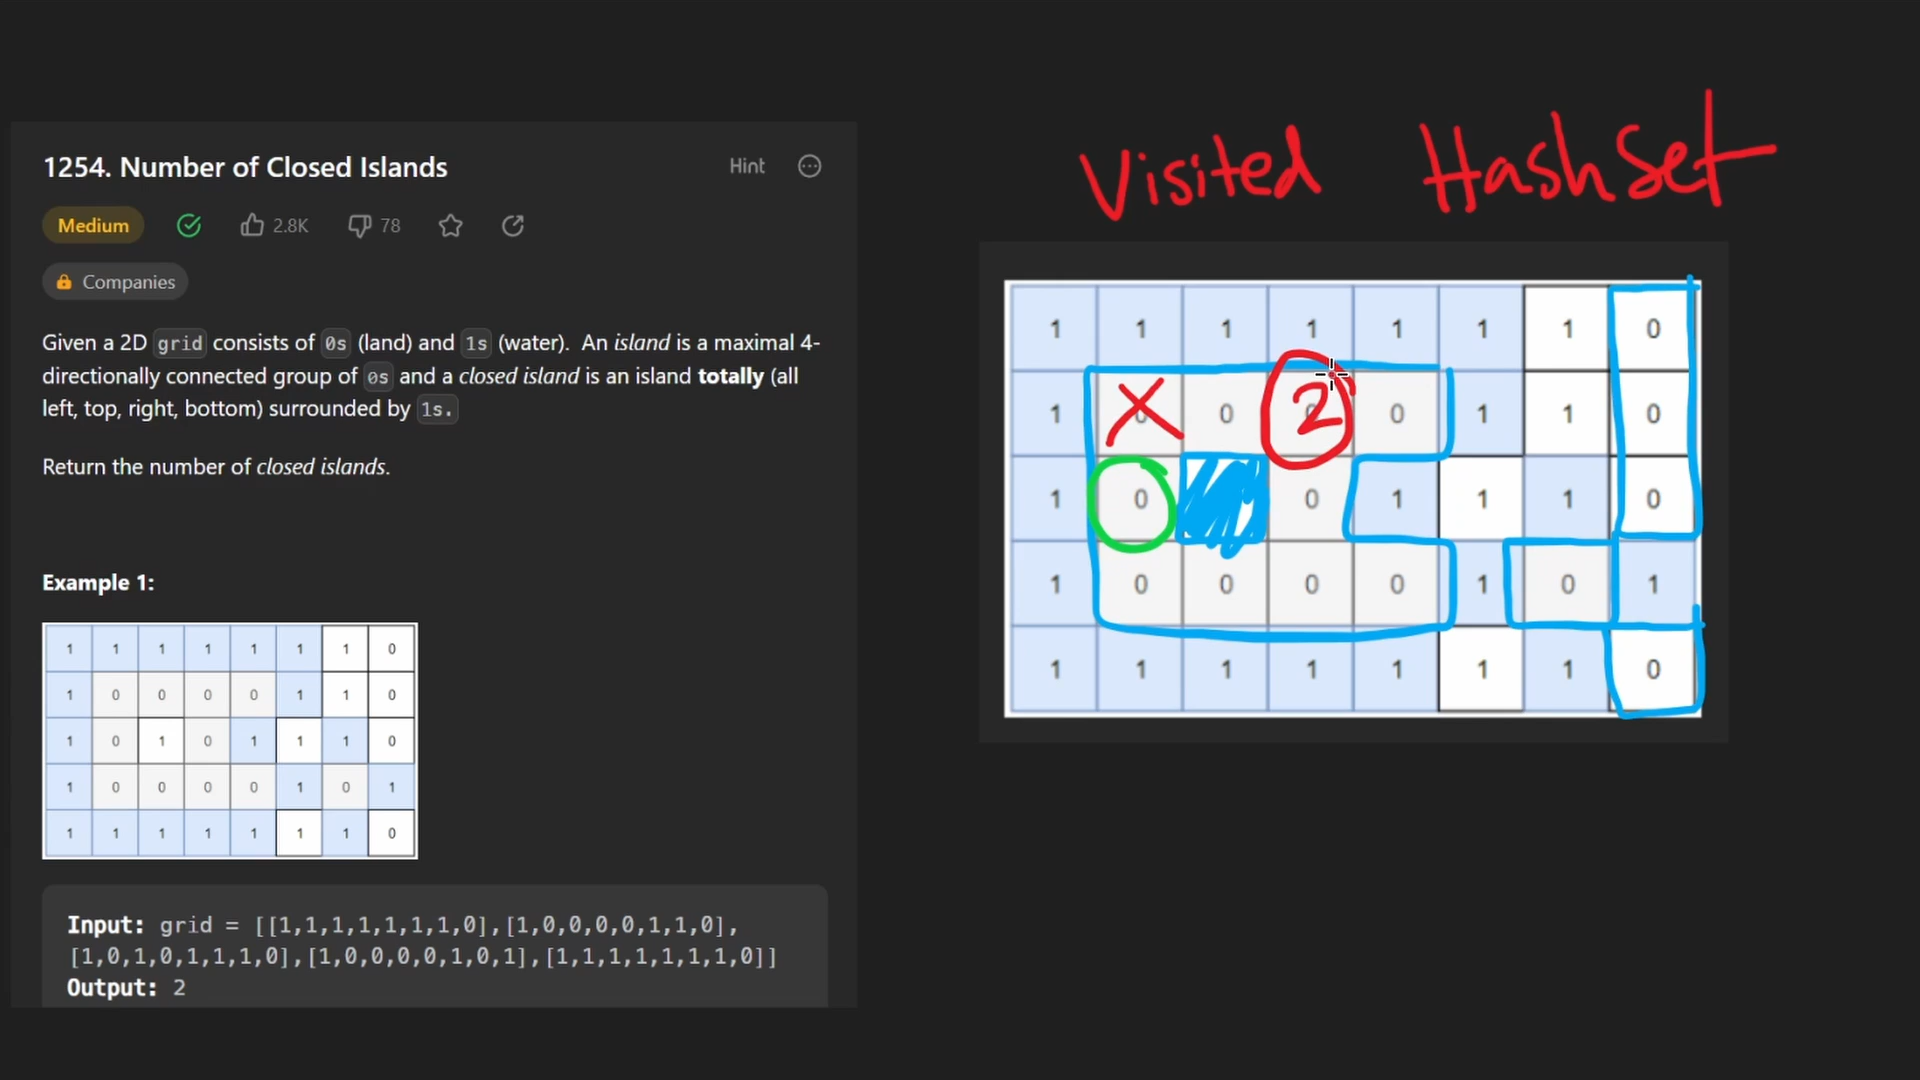 1254. Number of Closed Islands
Hint
Medium
2.8K
78
Companies
Given a 2D grid consists of 0s (land) and 1s (water). An island is a maximal 4-
directionally connected group of 0s and a closed island is an island totally (all
left, top, right, bottom) surrounded by 1s.
Return the number of closed islands.
Example 1:
1 1 1 1 1 1 1 0
1 0 0 0 0 1 1 0
1 0 1 0 1 1 1 0
1 0 0 0 0 1 0 1
1 1 1 1 1 1 1 0
Input: grid = [[1,1,1,1,1,1,1,0],[1,0,0,0,0,1,1,0],
[1,0,1,0,1,1,1,0],[1,0,0,0,0,1,0,1],[1,1,1,1,1,1,1,0]]
Output: 2
Visited HashSet
1 1 1 1 1 1 1 0
1 X 0 2 0 1 1 0
1 0 0 1 1 1 0
1 0 0 0 0 1 0 1
1 1 1 1 1 1 1 0